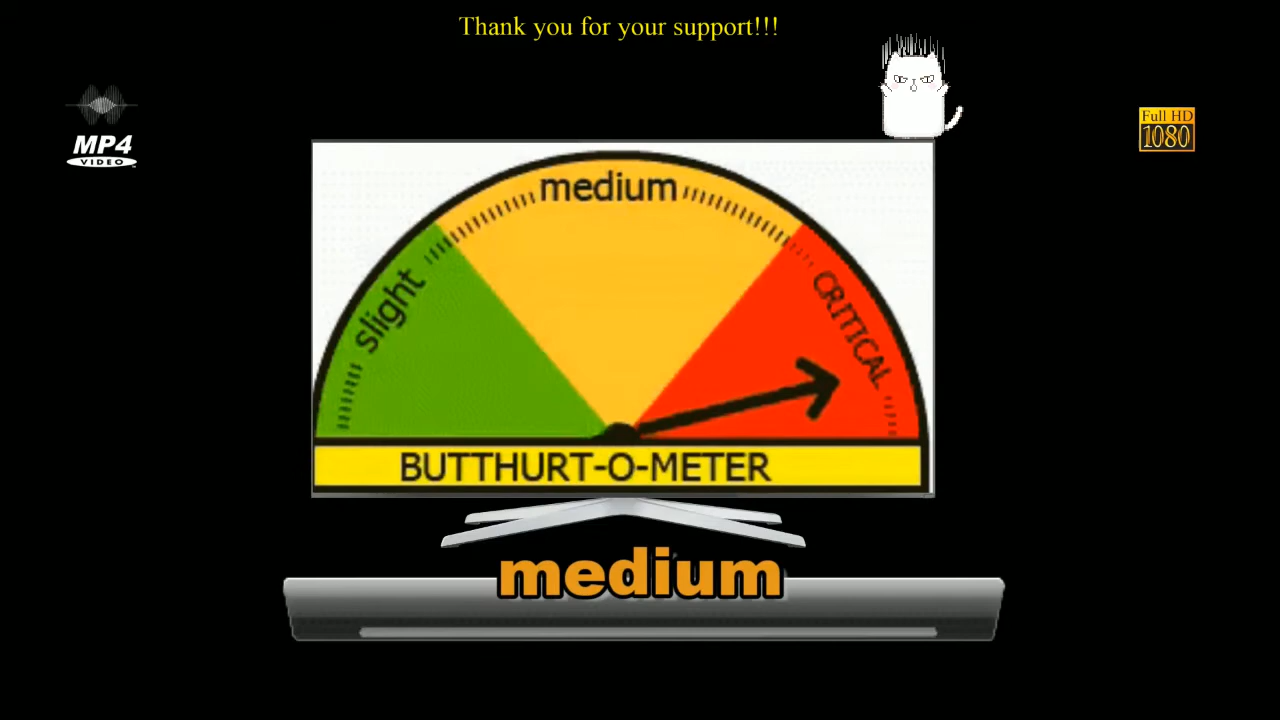 Thank you for your support!!!
MP4
VIDEO
Full HD
1080
medium
slight
CRITICAL
BUTTHURT-O-METER
medium